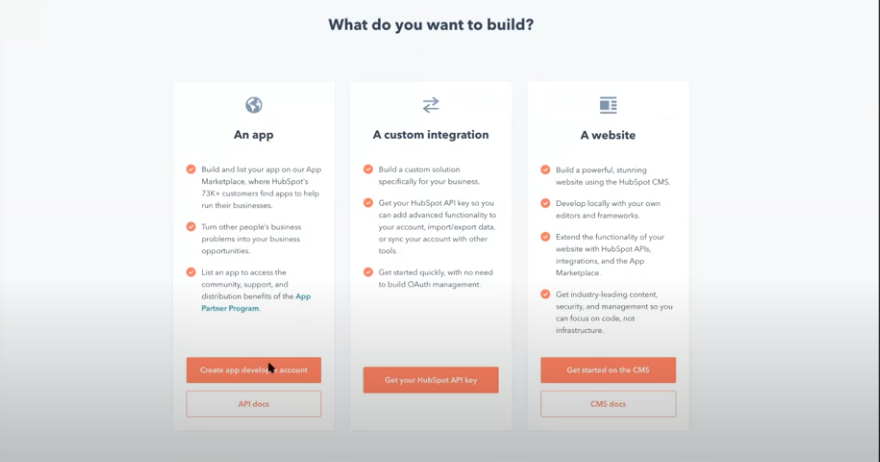 What do you want to build?
An app
Build and list your app on our App
Marketplace, where HubSpot's
73K+ customers find apps to help
run their businesses.
Turn other people's business
problems into your business
opportunities.
List an app to access the
community, support, and
distribution benefits of the App
Partner Program.
Create app developer account
API docs
A custom integration
Build a custom solution
specifically for your business.
Get your HubSpot API key so you
can add advanced functionality to
your account, import/export data,
or sync your account with other
tools.
Get started quickly, with no need
to build OAuth management.
Get your HubSpot API key
A website
Build a powerful, stunning
website using the HubSpot CMS.
Develop locally with your own
editors and frameworks.
Extend the functionality of your
website with HubSpot APIs,
integrations, and the App
Marketplace.
Get industry-leading content,
security, and management so you
can focus on code, not
infrastructure.
Get started on the CMS
CMS docs